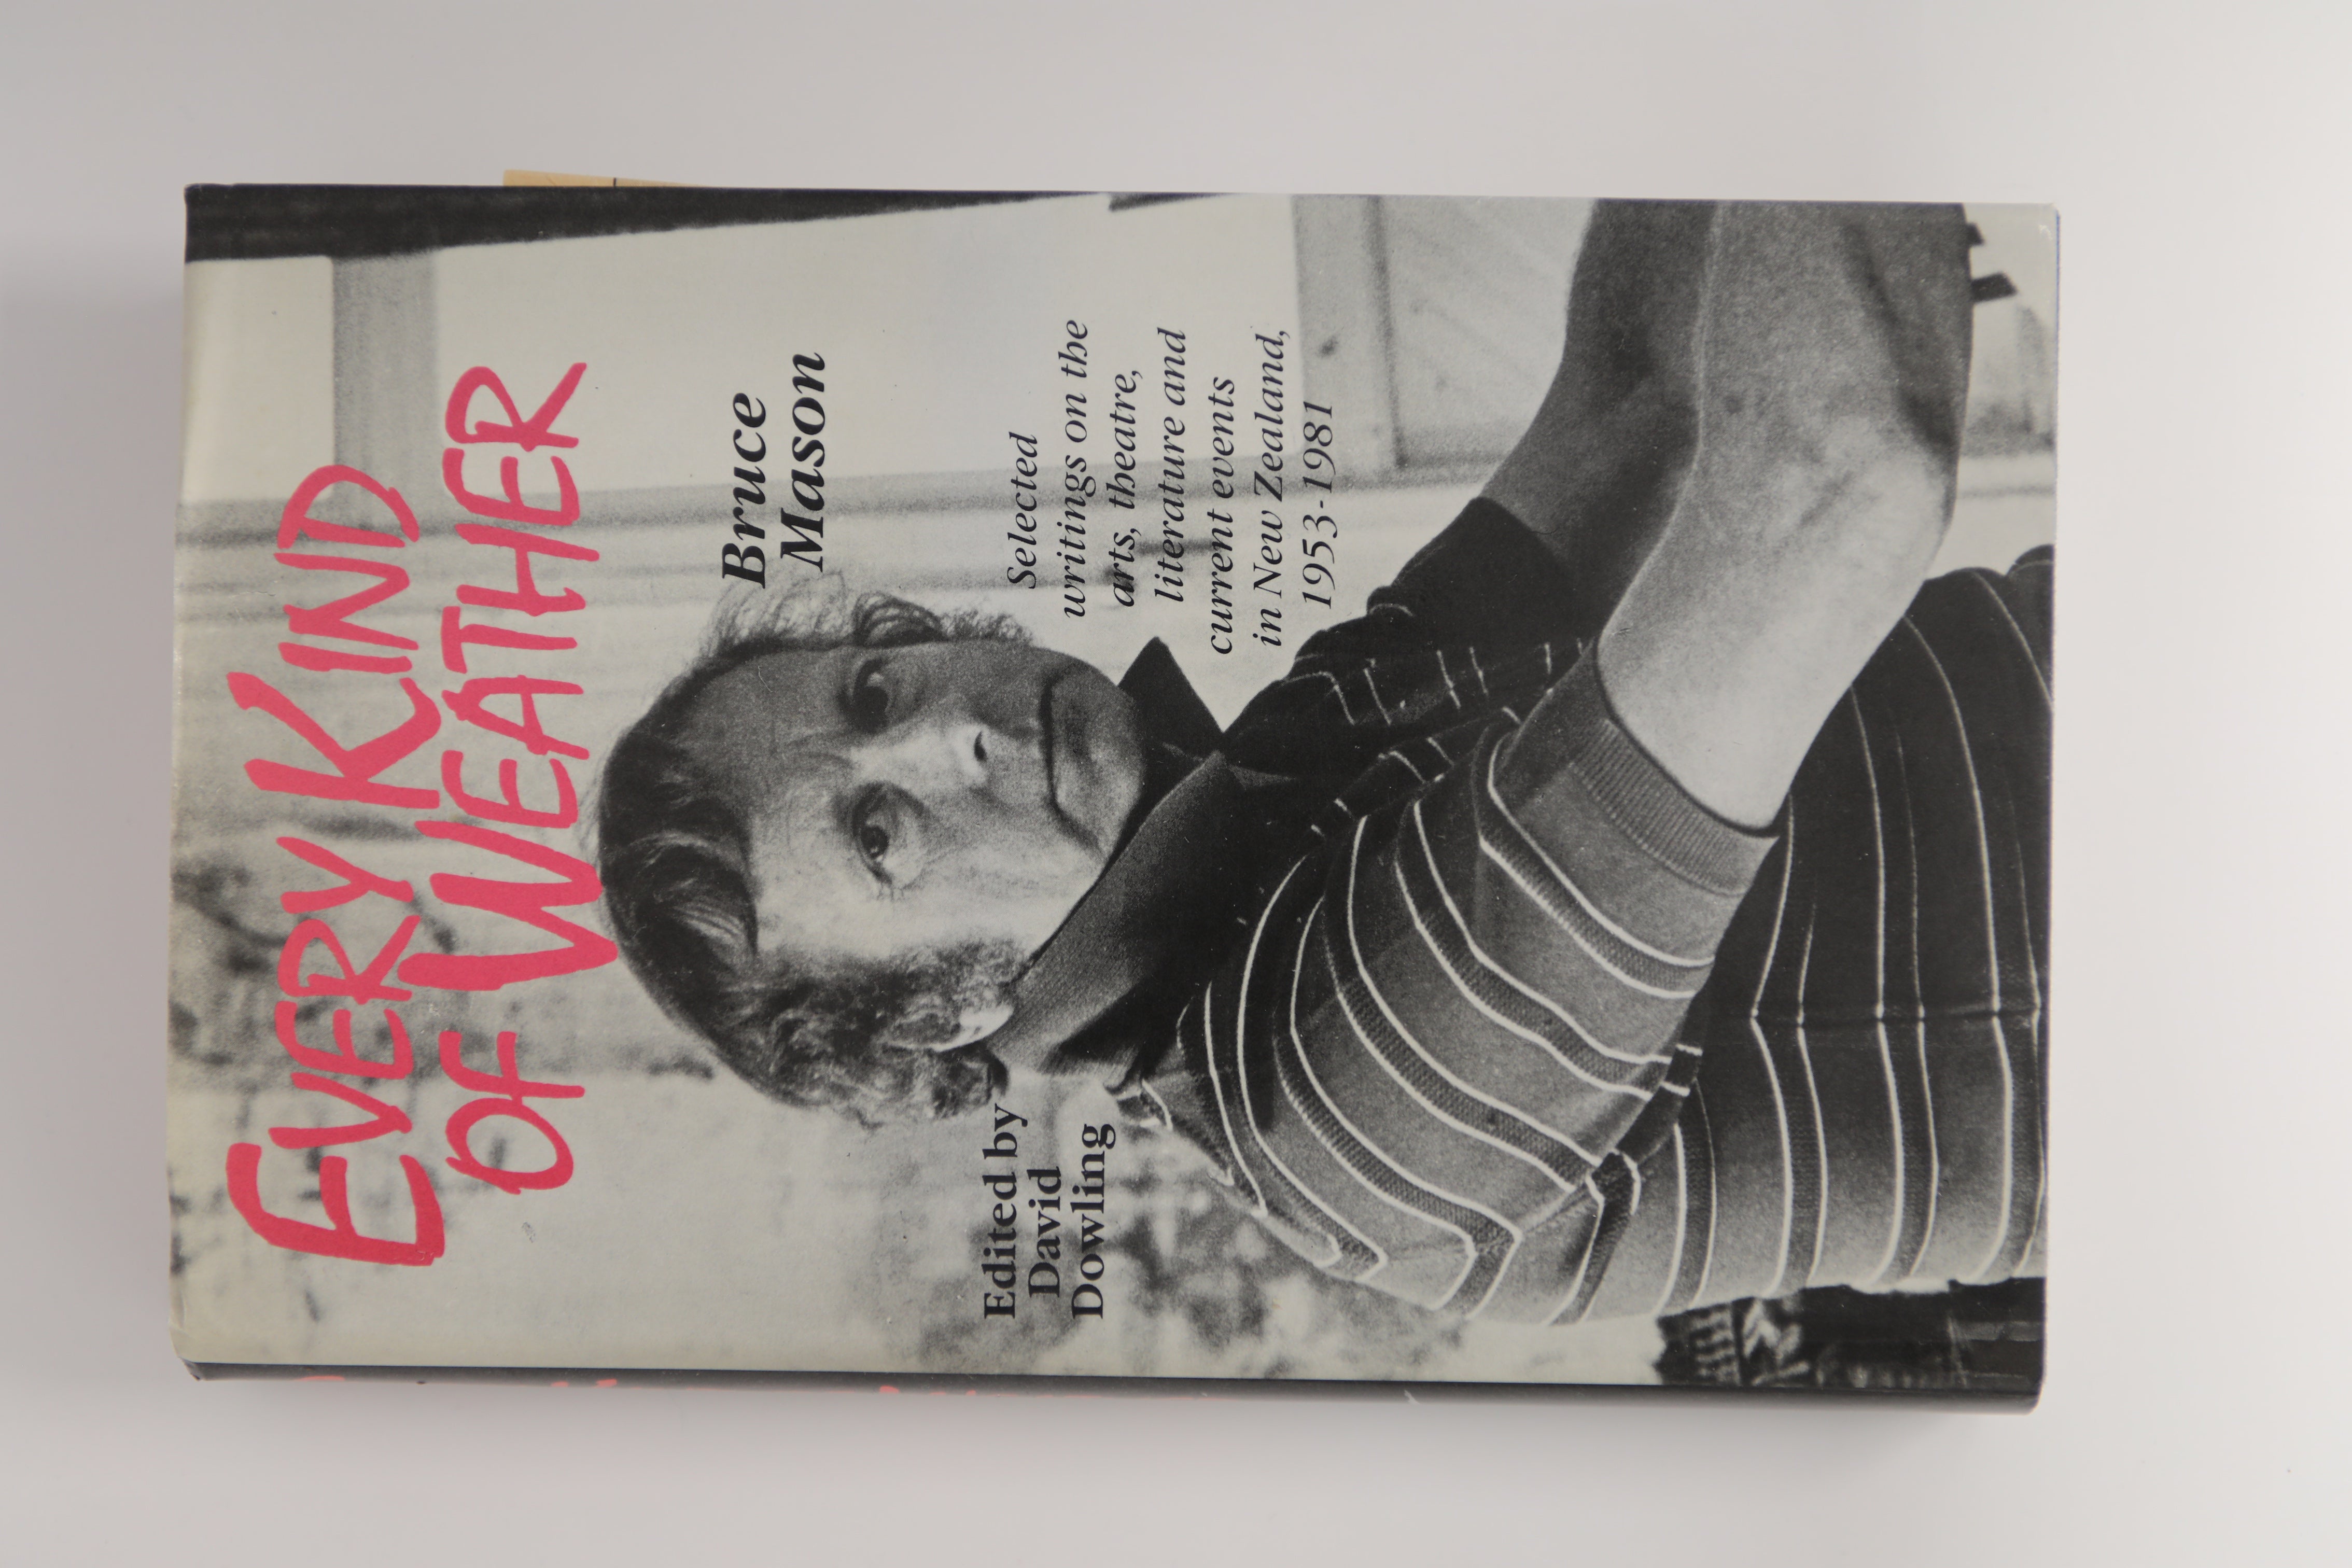 EVERY KIND
OF WEATHER
Bruce
Mason
Selected
writings on the
arts, theatre,
literature and
current events
in New Zealand,
1953-1981
Edited by
David
Dowling